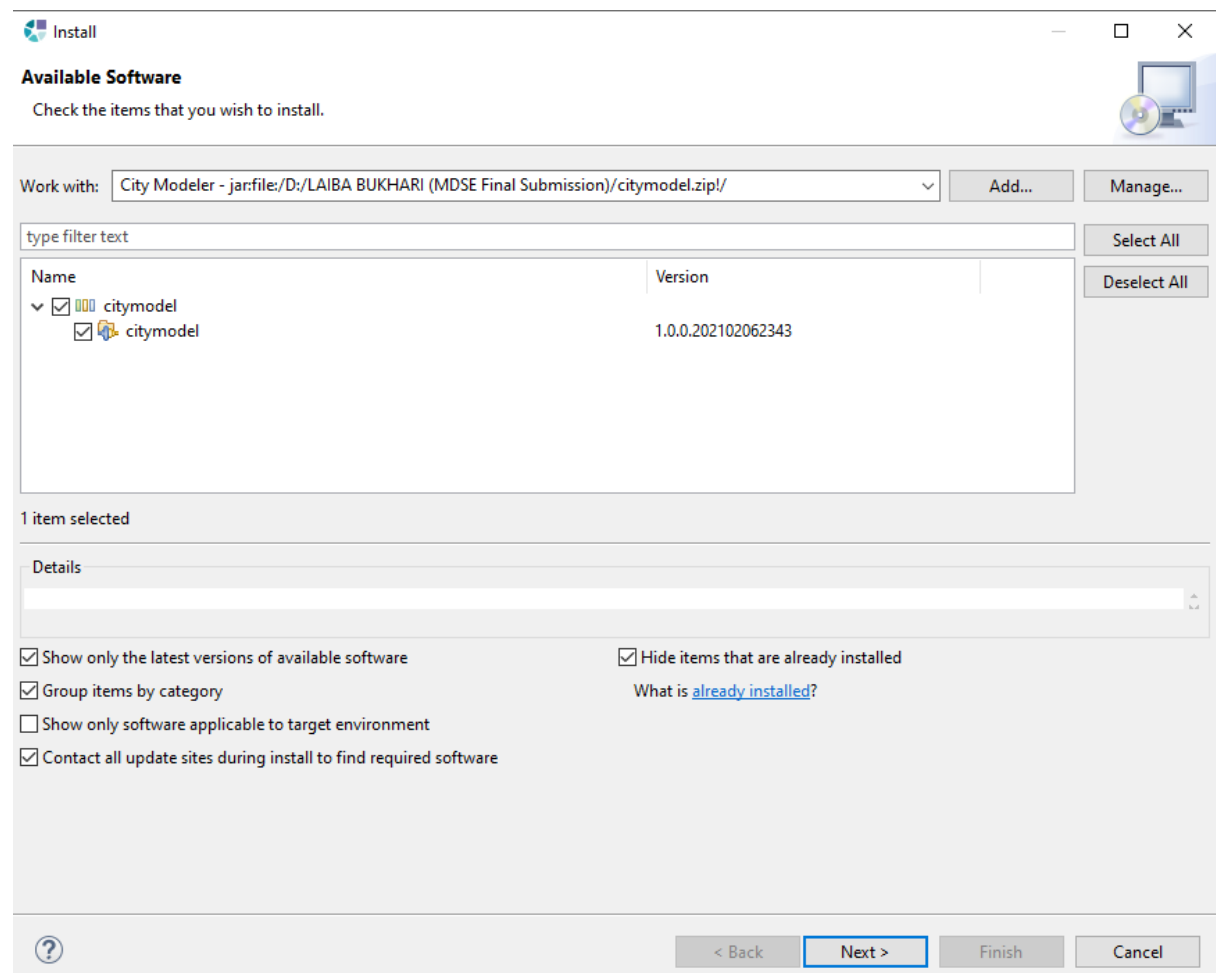 Install
Available Software
Check the items that you wish to install.
Work with: City Modeler - jar:file:/D:/LAIBA BUKHARI (MDSE Final Submission)/citymodel.zip!/ Add... Manage...
type filter text Select All
Name Version Deselect All
citymodel
citymodel 1.0.0.202102062343
1 item selected
Details
Show only the latest versions of available software Hide items that are already installed
Group items by category What is already installed?
Show only software applicable to target environment
Contact all update sites during install to find required software
? < Back Next > Finish Cancel